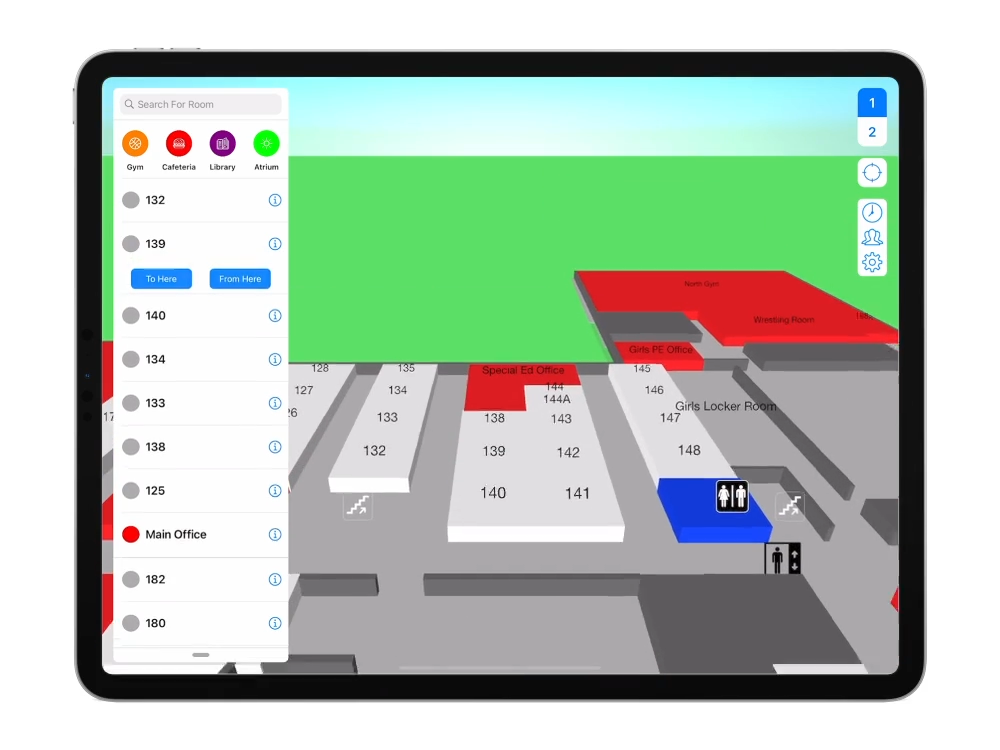 Search For Room
Gym
Cafeteria
Library
Atrium
132
139
To Here
From Here
140
134
133
138
125
Main Office
182
180
1
2
North Gym
Wrestling Room
Girls PE Office
128
135
Special Ed Office
145
127
134
144
144A
146
Girls Locker Room
17
26
133
138
143
147
132
139
142
148
140
141